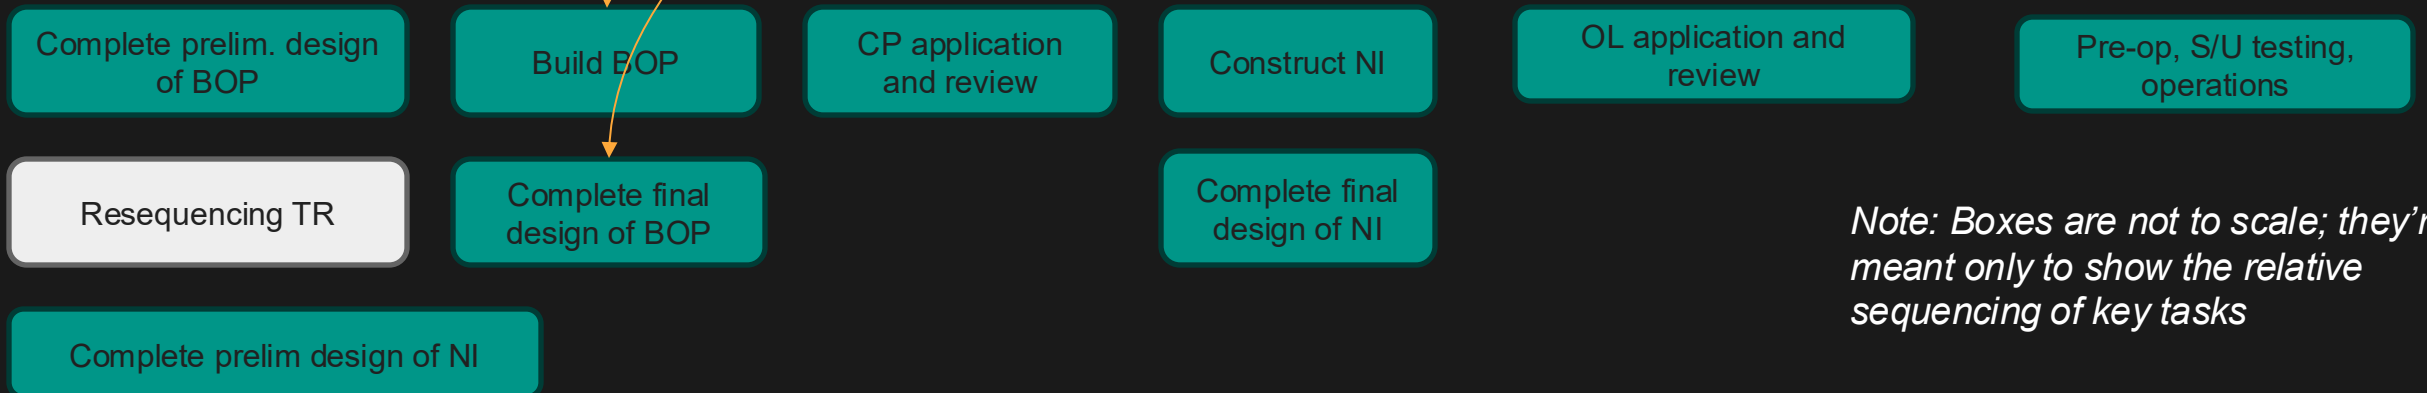 Complete prelim. design
of BOP
Build BOP
CP application
and review
Construct NI
OL application and
review
Pre-op, S/U testing,
operations
Resequencing TR
Complete final
design of BOP
Complete final
design of NI
Note: Boxes are not to scale; they’r
meant only to show the relative
sequencing of key tasks
Complete prelim design of NI